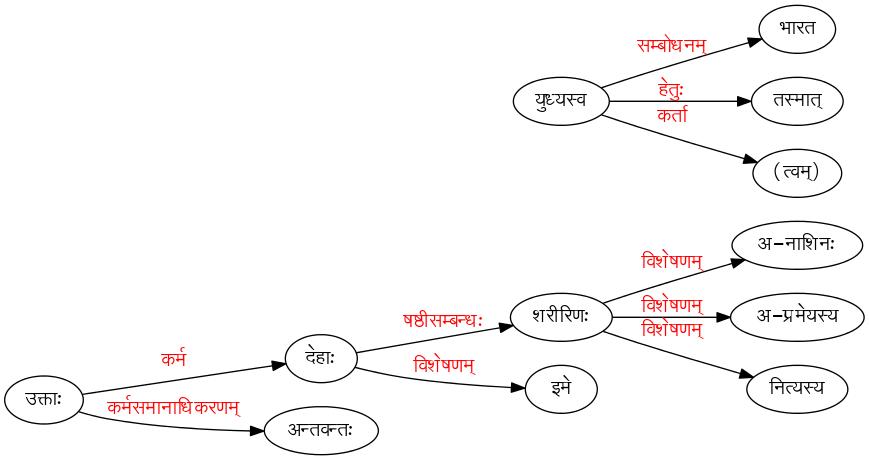 भारत
सम्बोधनम्
युध्यस्व
हेतुः
तस्मात्
कर्ता
(त्वम्)
अ-नाशिनः
विशेषणम्
शरीरिणः
विशेषणम्
अ-प्रमेयस्य
विशेषणम्
षष्ठीसम्बन्धः
देहाः
कर्म
विशेषणम्
इमे
नित्यस्य
उक्ताः
कर्मसमानाधिकरणम्
अन्तवन्तः